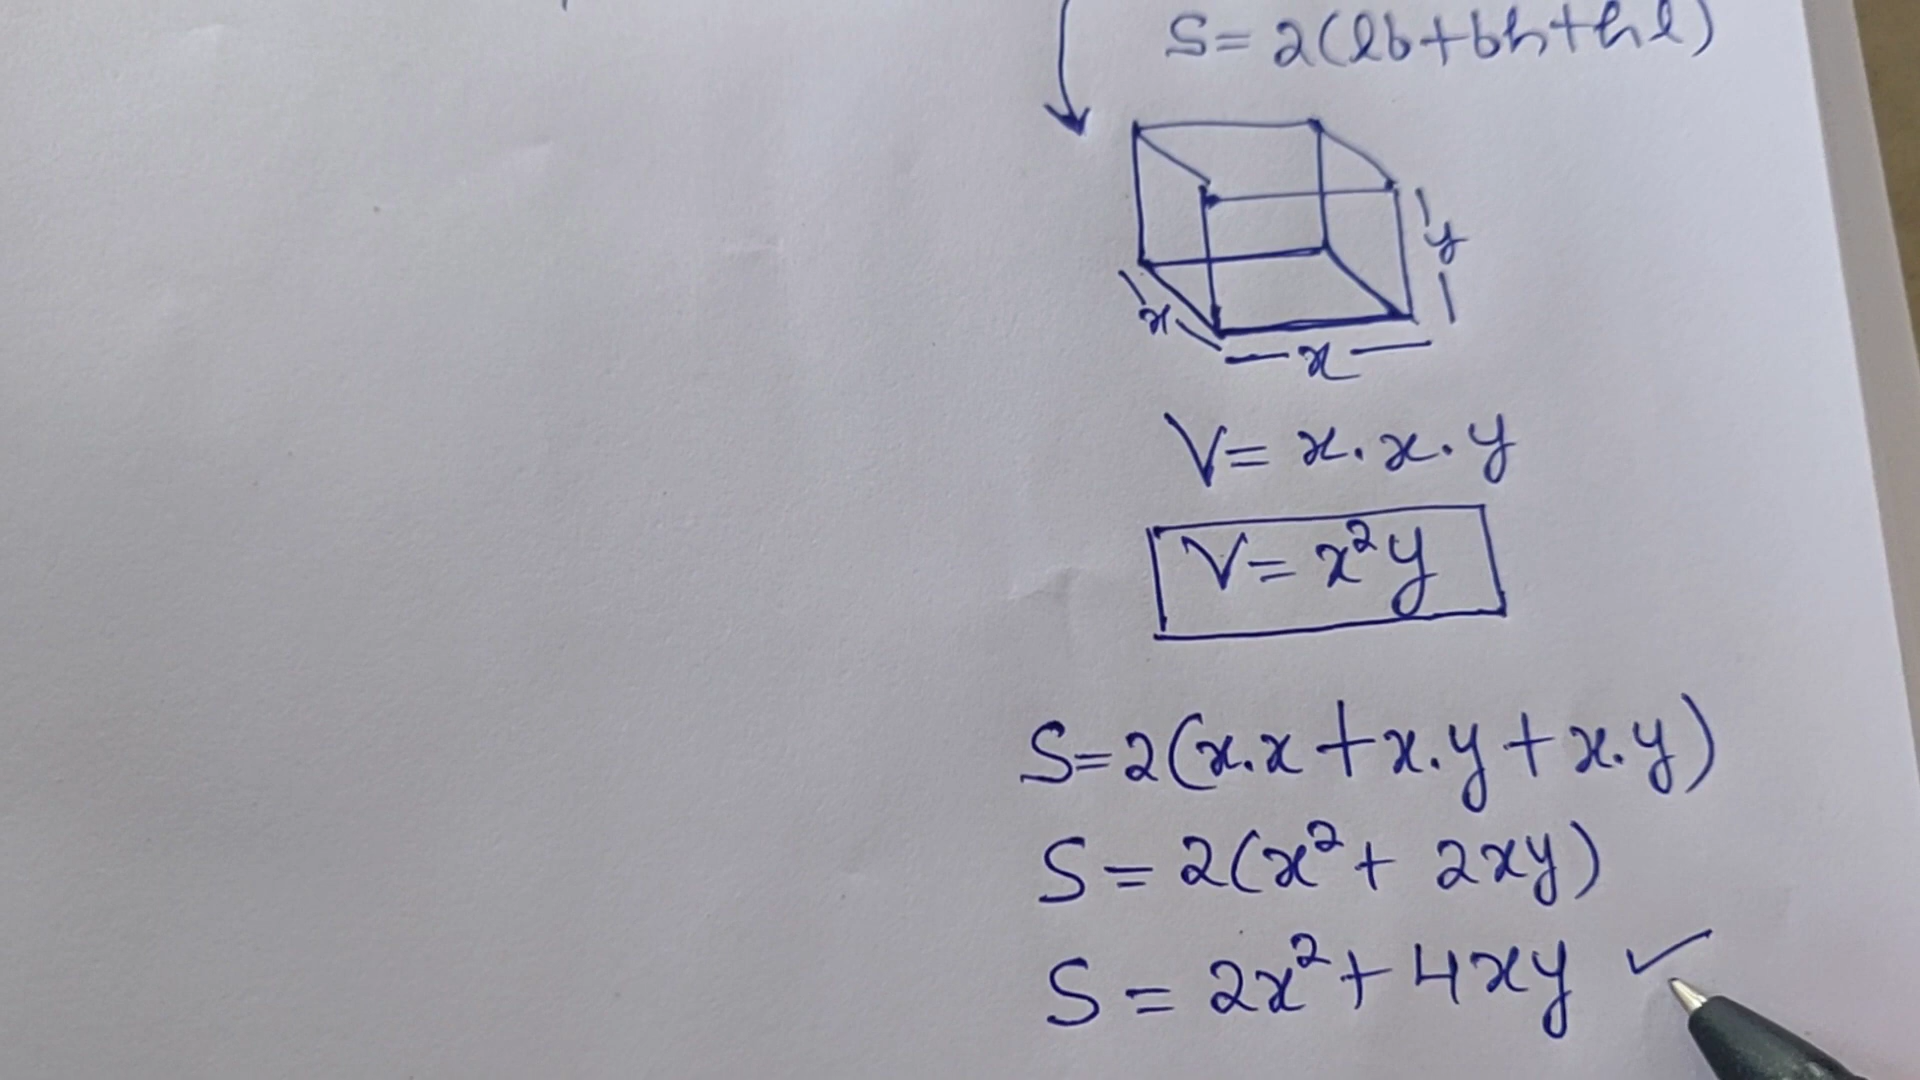 S=2(lb+bh+hl)
y
x
x
V=x.x.y
V=x²y
S=2(x.x+x.y+x.y)
S=2(x²+2xy)
S=2x²+4xy ✓